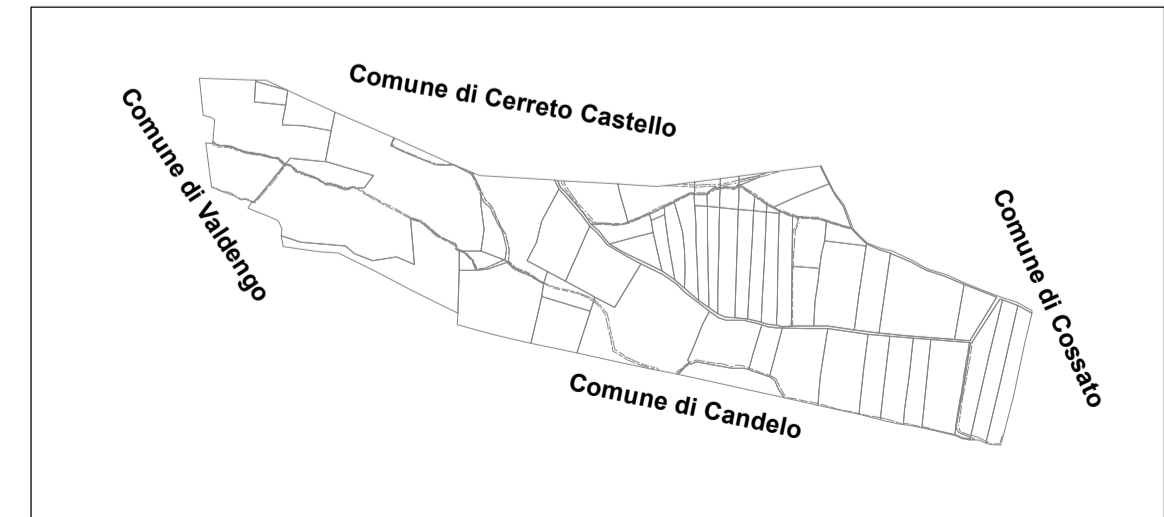 Comune di Cerreto Castello
Comune di Valdengo
Comune di Cossato
Comune di Candelo